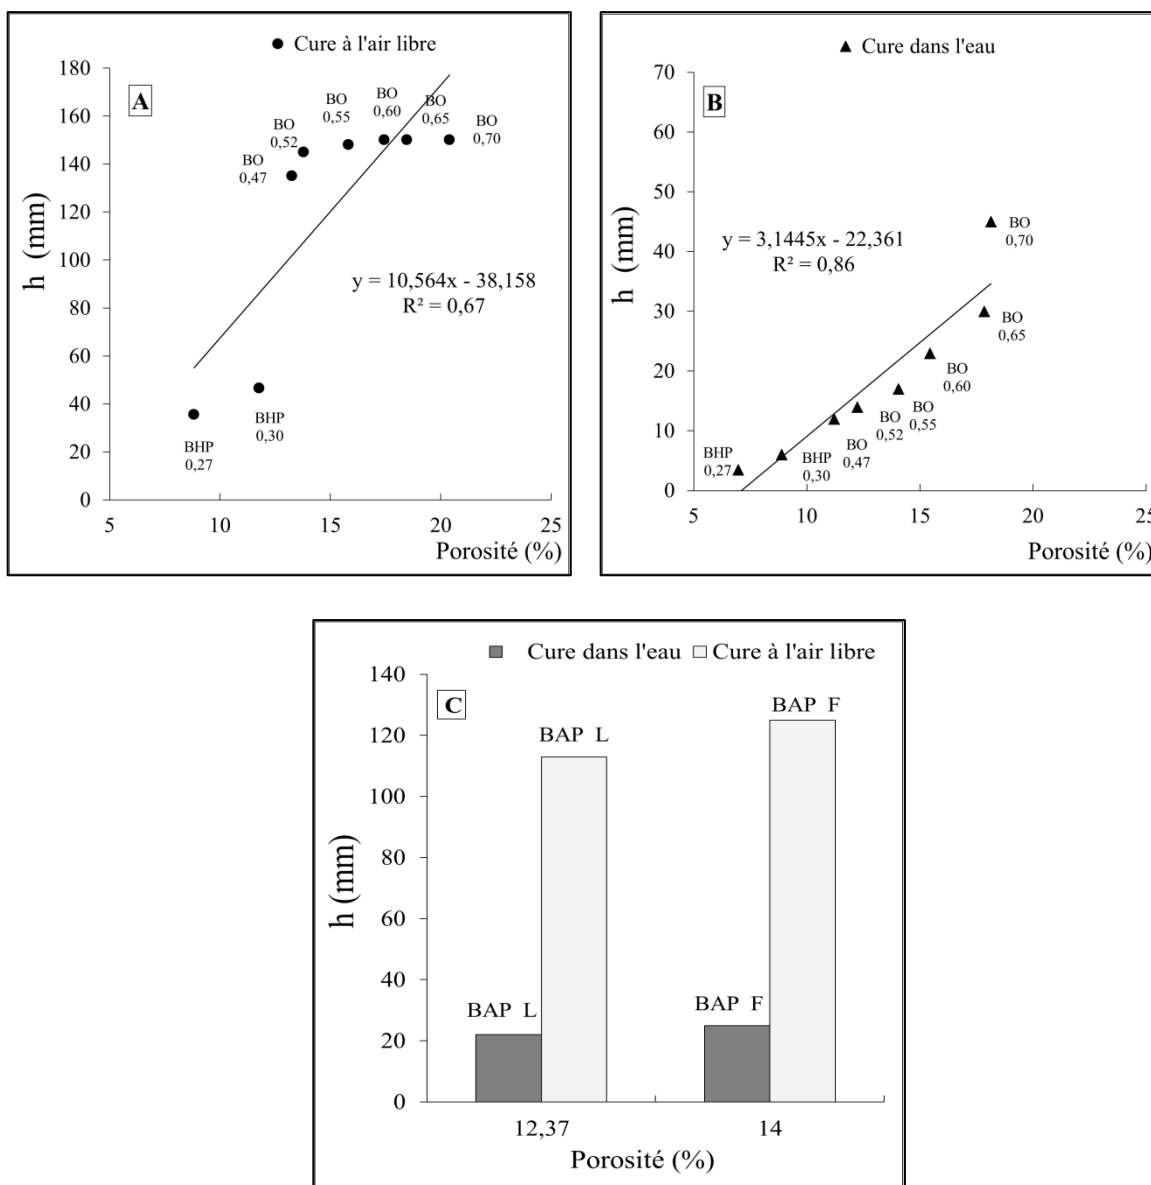 Cure à l'air libre
A
180
160
140
120
100
80
60
40
20
0
h (mm)
BO
0,47
BO
0,52
BO
0,55
BO
0,60
BO
0,65
BO
0,70
y = 10,564x - 38,158
R² = 0,67
BHP
0,27
BHP
0,30
5 10 15 20 25
Porosité (%)
Cure dans l'eau
B
70
60
50
40
30
20
10
0
h (mm)
y = 3,1445x - 22,361
R² = 0,86
BO
0,70
BO
0,65
BO
0,60
BO
0,55
BO
0,52
BO
0,47
BHP
0,30
BHP
0,27
5 10 15 20 25
Porosité (%)
Cure dans l'eau Cure à l'air libre
C
140
120
100
80
60
40
20
0
h (mm)
BAP L
BAP L
BAP F
BAP F
12,37 14
Porosité (%)